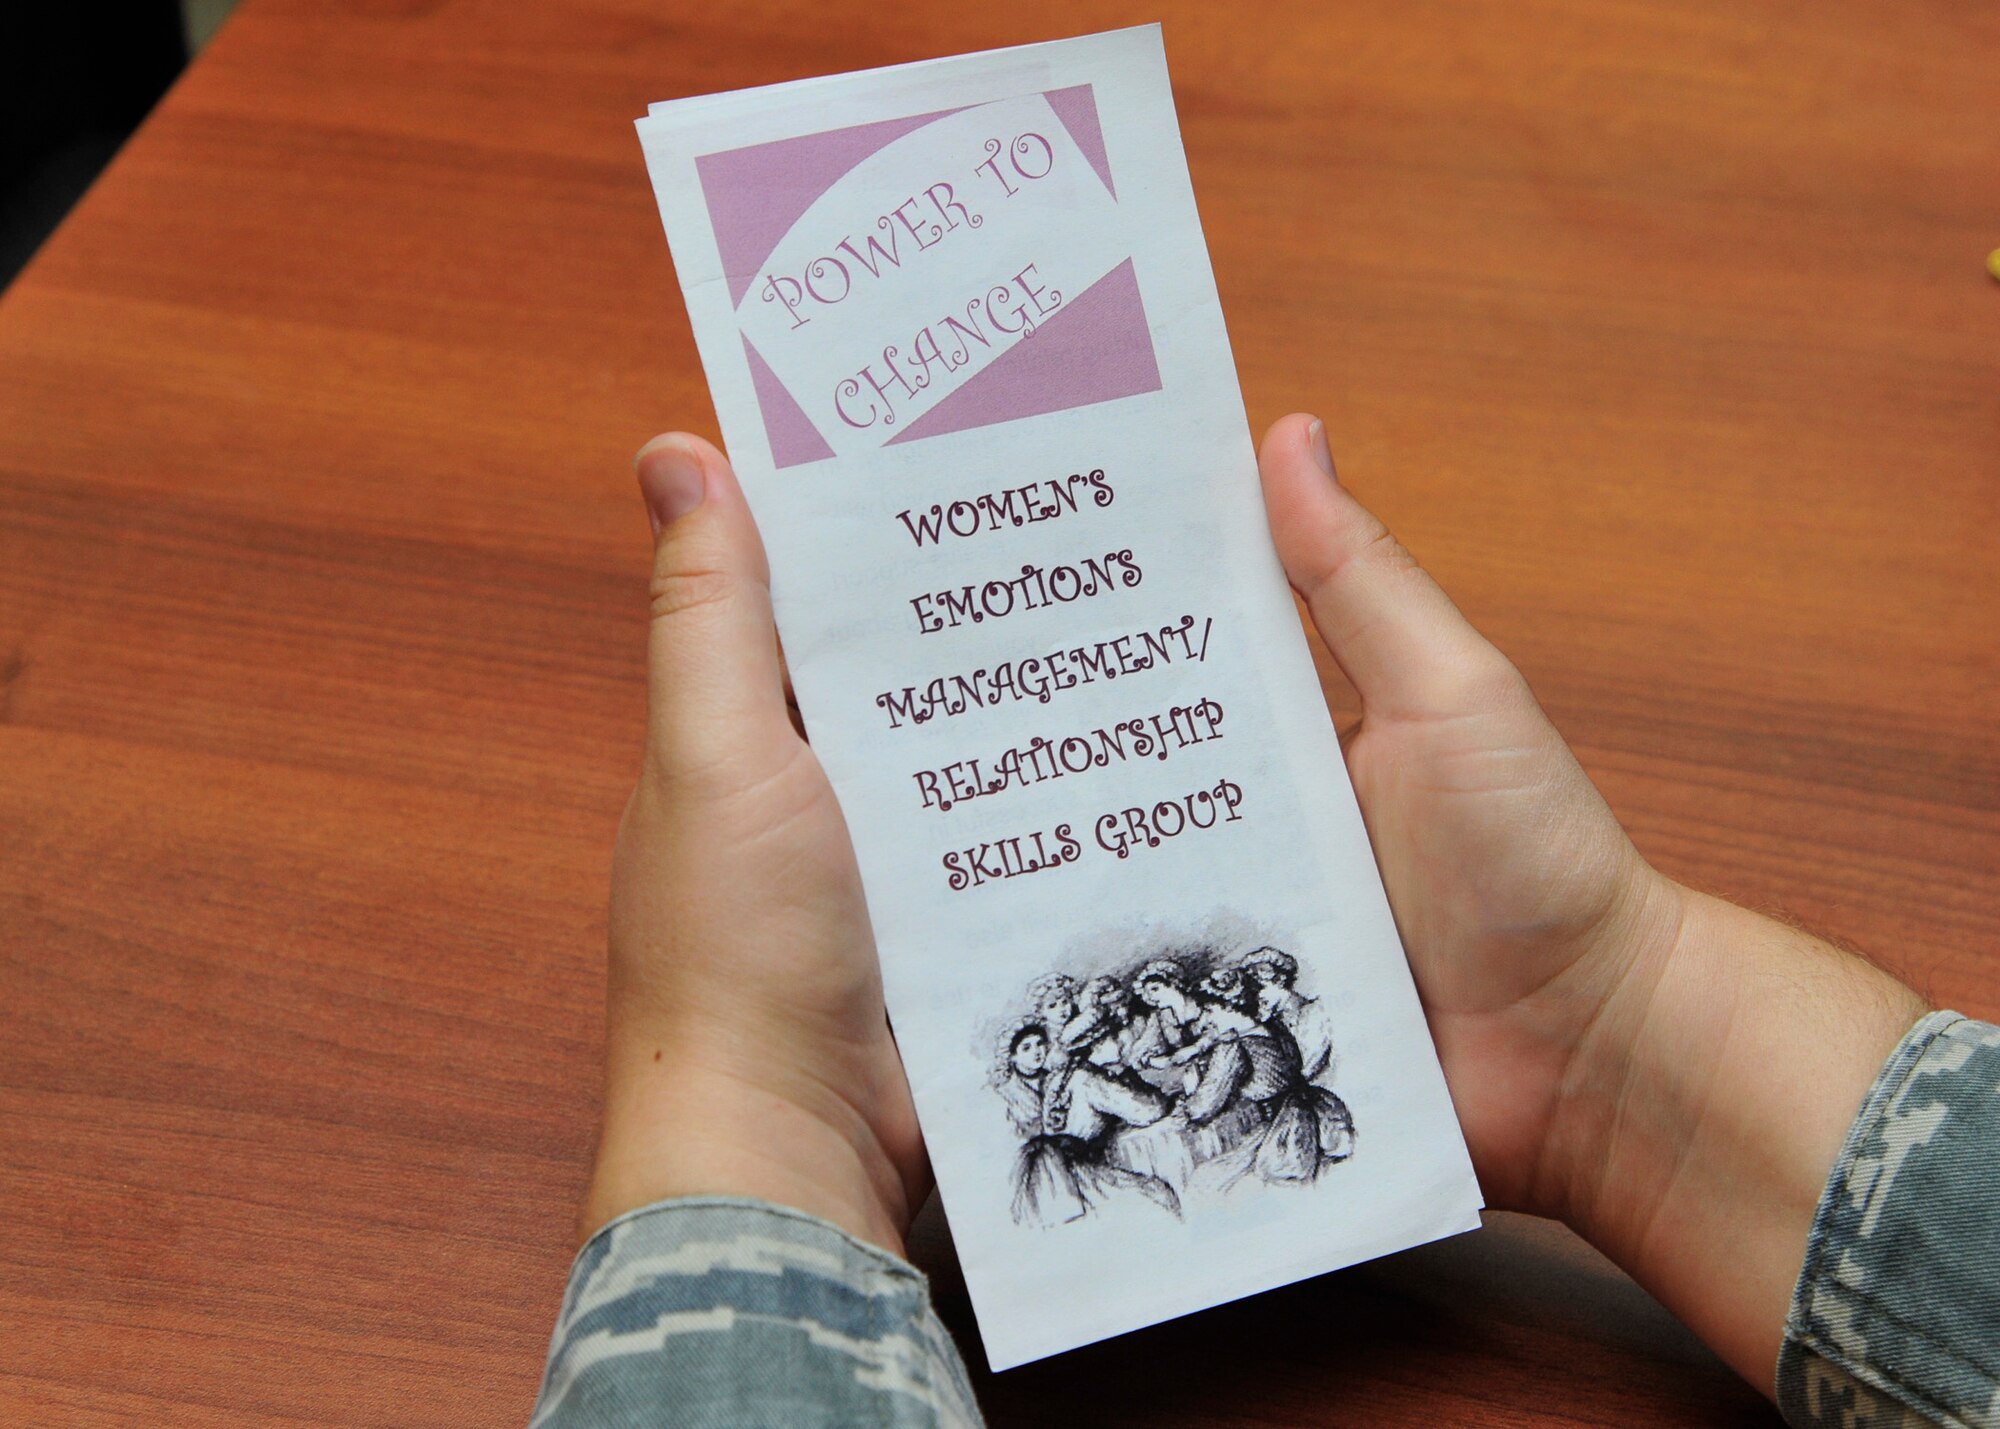 POWER TO
CHANGE
WOMEN'S
EMOTIONS
MANAGEMENT/
RELATIONSHIP
SKILLS GROUP